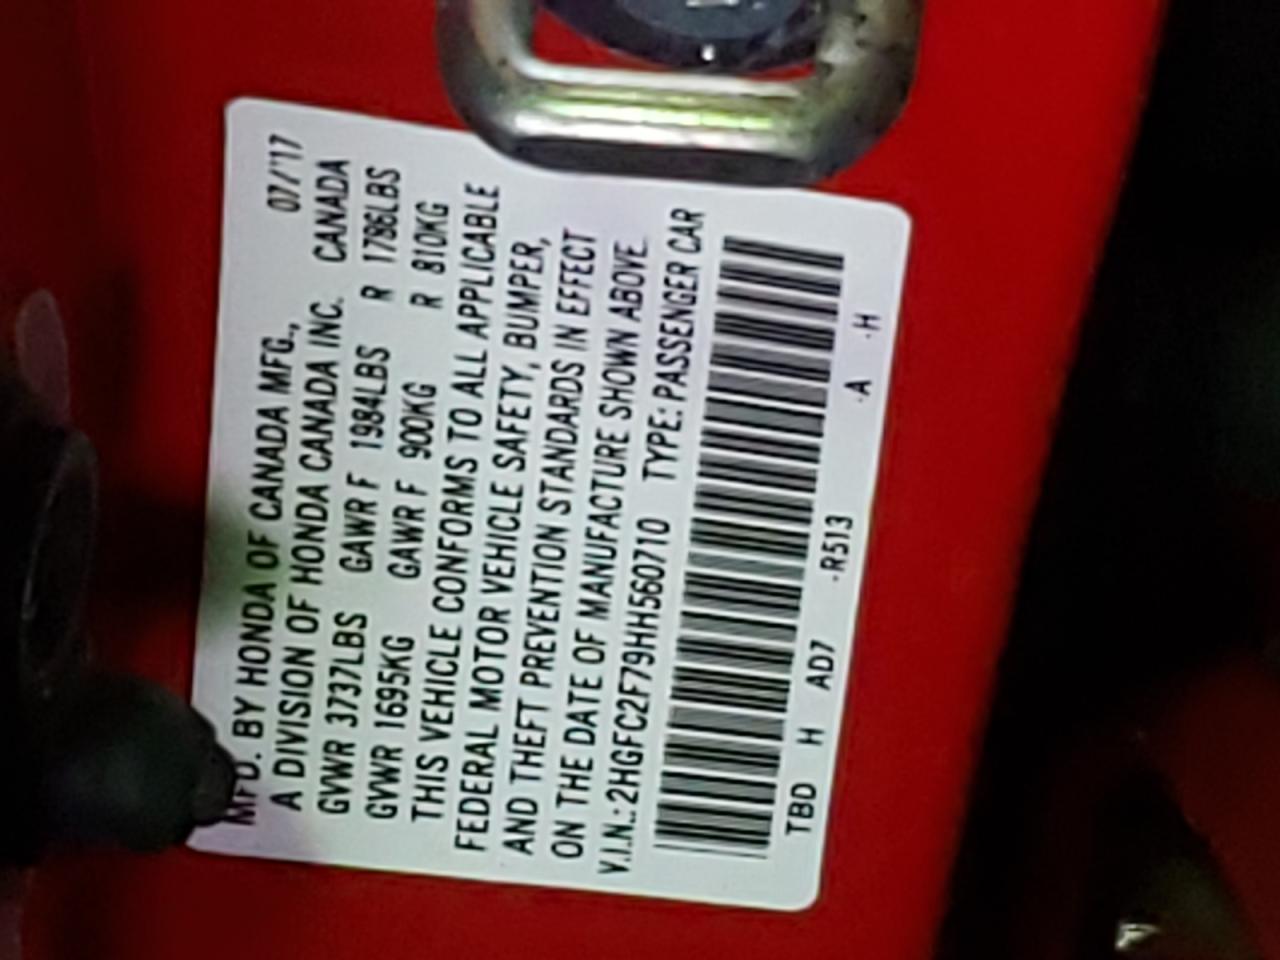 MFD. BY HONDA OF CANADA MFG., 07/'17
A DIVISION OF HONDA CANADA INC. CANADA
GVWR 3737LBS GAWR F 1984LBS R 1786LBS
GVWR 1695KG GAWR F 900KG R 810KG
THIS VEHICLE CONFORMS TO ALL APPLICABLE
FEDERAL MOTOR VEHICLE SAFETY, BUMPER,
AND THEFT PREVENTION STANDARDS IN EFFECT
ON THE DATE OF MANUFACTURE SHOWN ABOVE.
V.I.N.: 2HGFC2F79HH560710 TYPE: PASSENGER CAR
TBD H AD7 -R513 -A -H